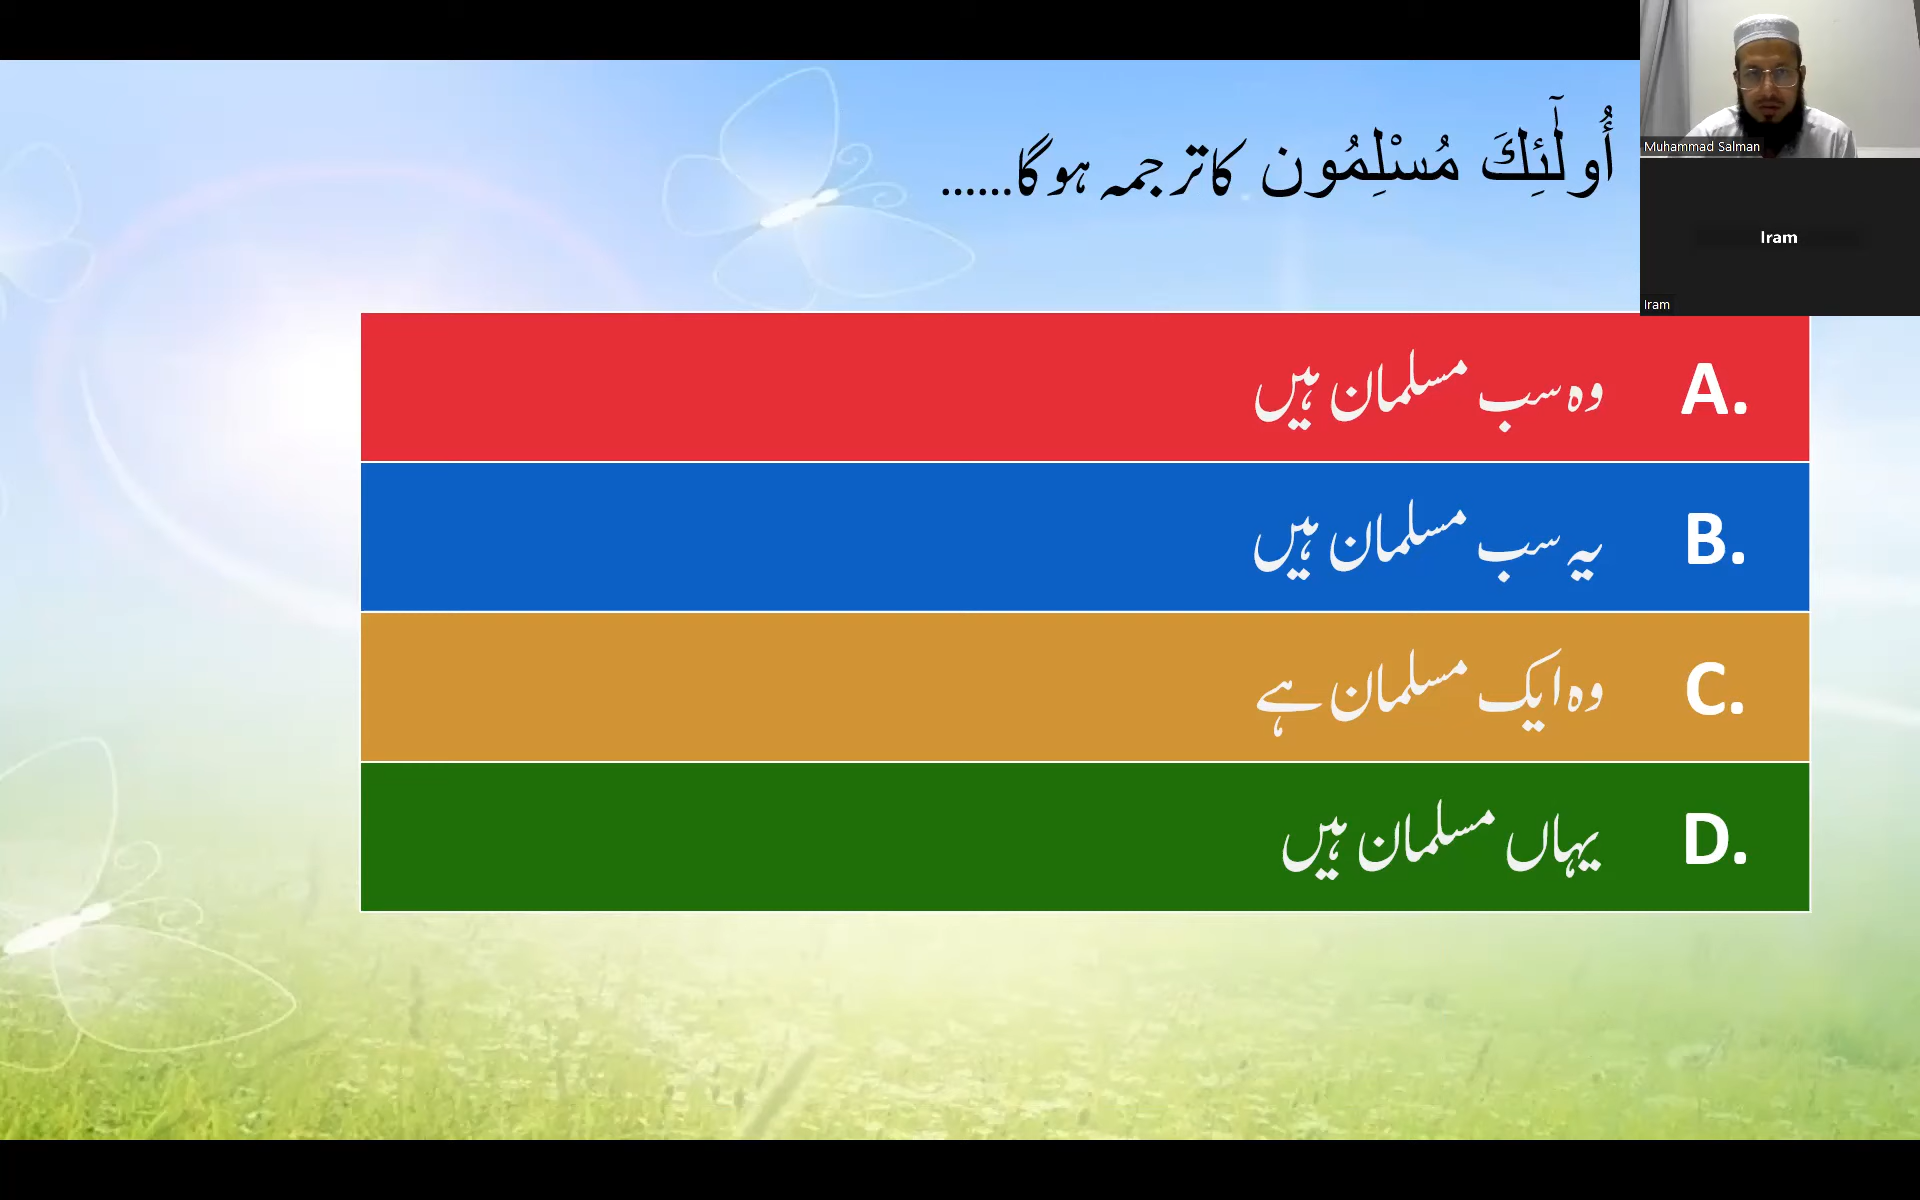 أُولَٰٓئِكَ مُسْلِمُون کا ترجمہ ہوگا......
Muhammad Salman
Iram
Iram
A. وہ سب مسلمان ہیں
B. یہ سب مسلمان ہیں
C. وہ ایک مسلمان ہے
D. یہاں مسلمان ہیں